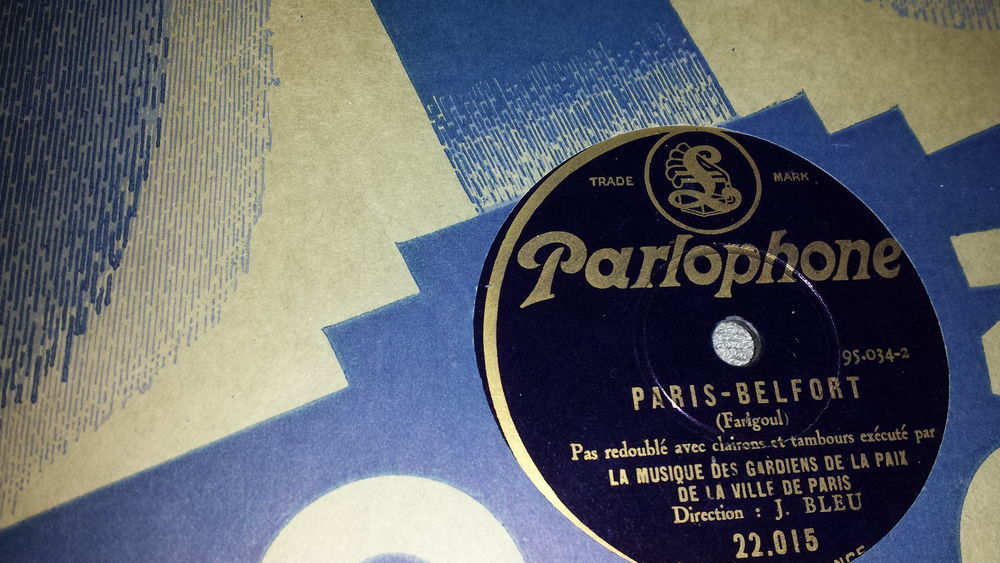 TRADE MARK
Parlophone
95.034-2
PARIS-BELFORT
(Farigoul)
Pas redoublé avec clairons et tambours exécuté par
LA MUSIQUE DES GARDIENS DE LA PAIX
DE LA VILLE DE PARIS
Direction : J. BLEU
22.015